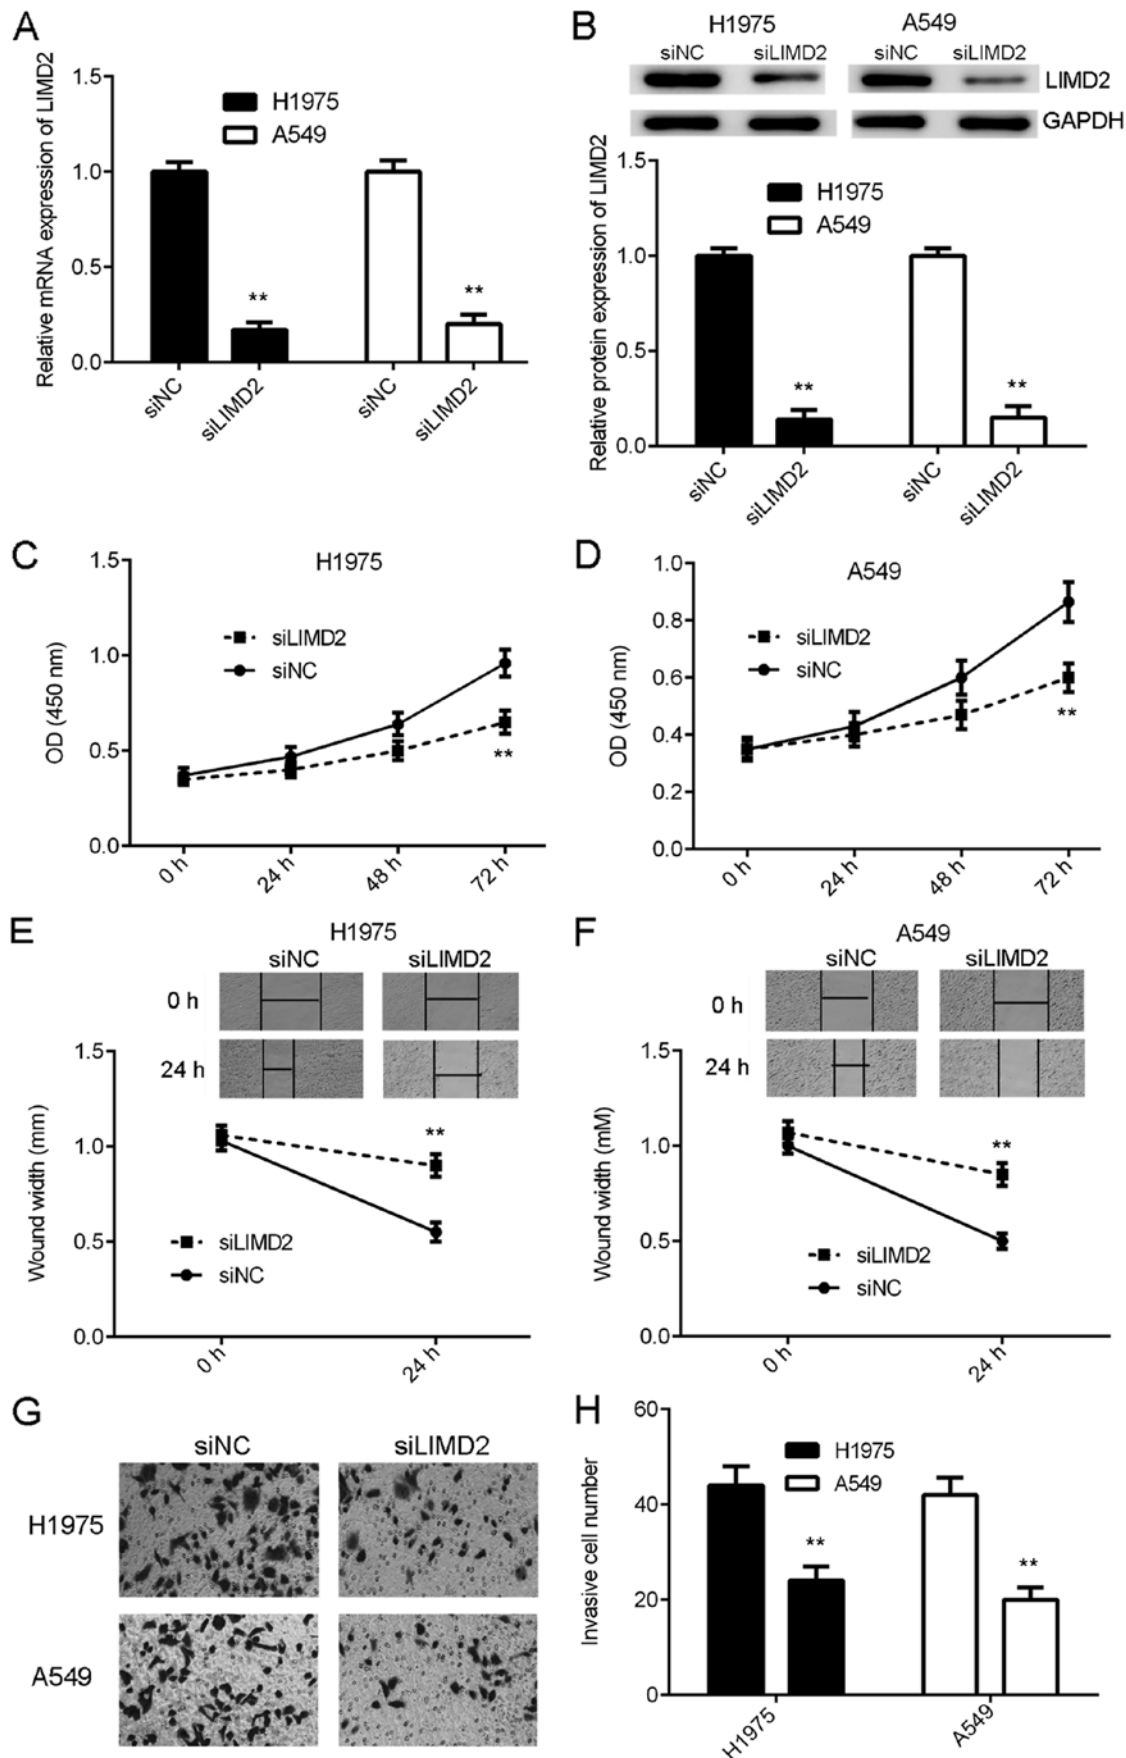 A
Relative mRNA expression of LIMD2
1.5
1.0
0.5
0.0
H1975
A549
**
**
siNC
siLIMD2
siNC
siLIMD2
B
H1975
A549
siNC
siLIMD2
siNC
siLIMD2
LIMD2
GAPDH
Relative protein expression of LIMD2
1.5
1.0
0.5
0.0
H1975
A549
**
**
siNC
siLIMD2
siNC
siLIMD2
C
H1975
OD (450 nm)
1.5
1.0
0.5
0.0
siLIMD2
siNC
**
0 h
24 h
48 h
72 h
D
A549
OD (450 nm)
1.0
0.8
0.6
0.4
0.2
0.0
siLIMD2
siNC
**
0 h
24 h
48 h
72 h
E
H1975
siNC
siLIMD2
0 h
24 h
Wound width (mm)
1.5
1.0
0.5
0.0
**
siLIMD2
siNC
0 h
24 h
F
A549
siNC
siLIMD2
0 h
24 h
Wound width (mM)
1.5
1.0
0.5
0.0
**
siLIMD2
siNC
0 h
24 h
G
siNC
siLIMD2
H1975
A549
H
Invasive cell number
60
40
20
0
H1975
A549
**
**
H1975
A549